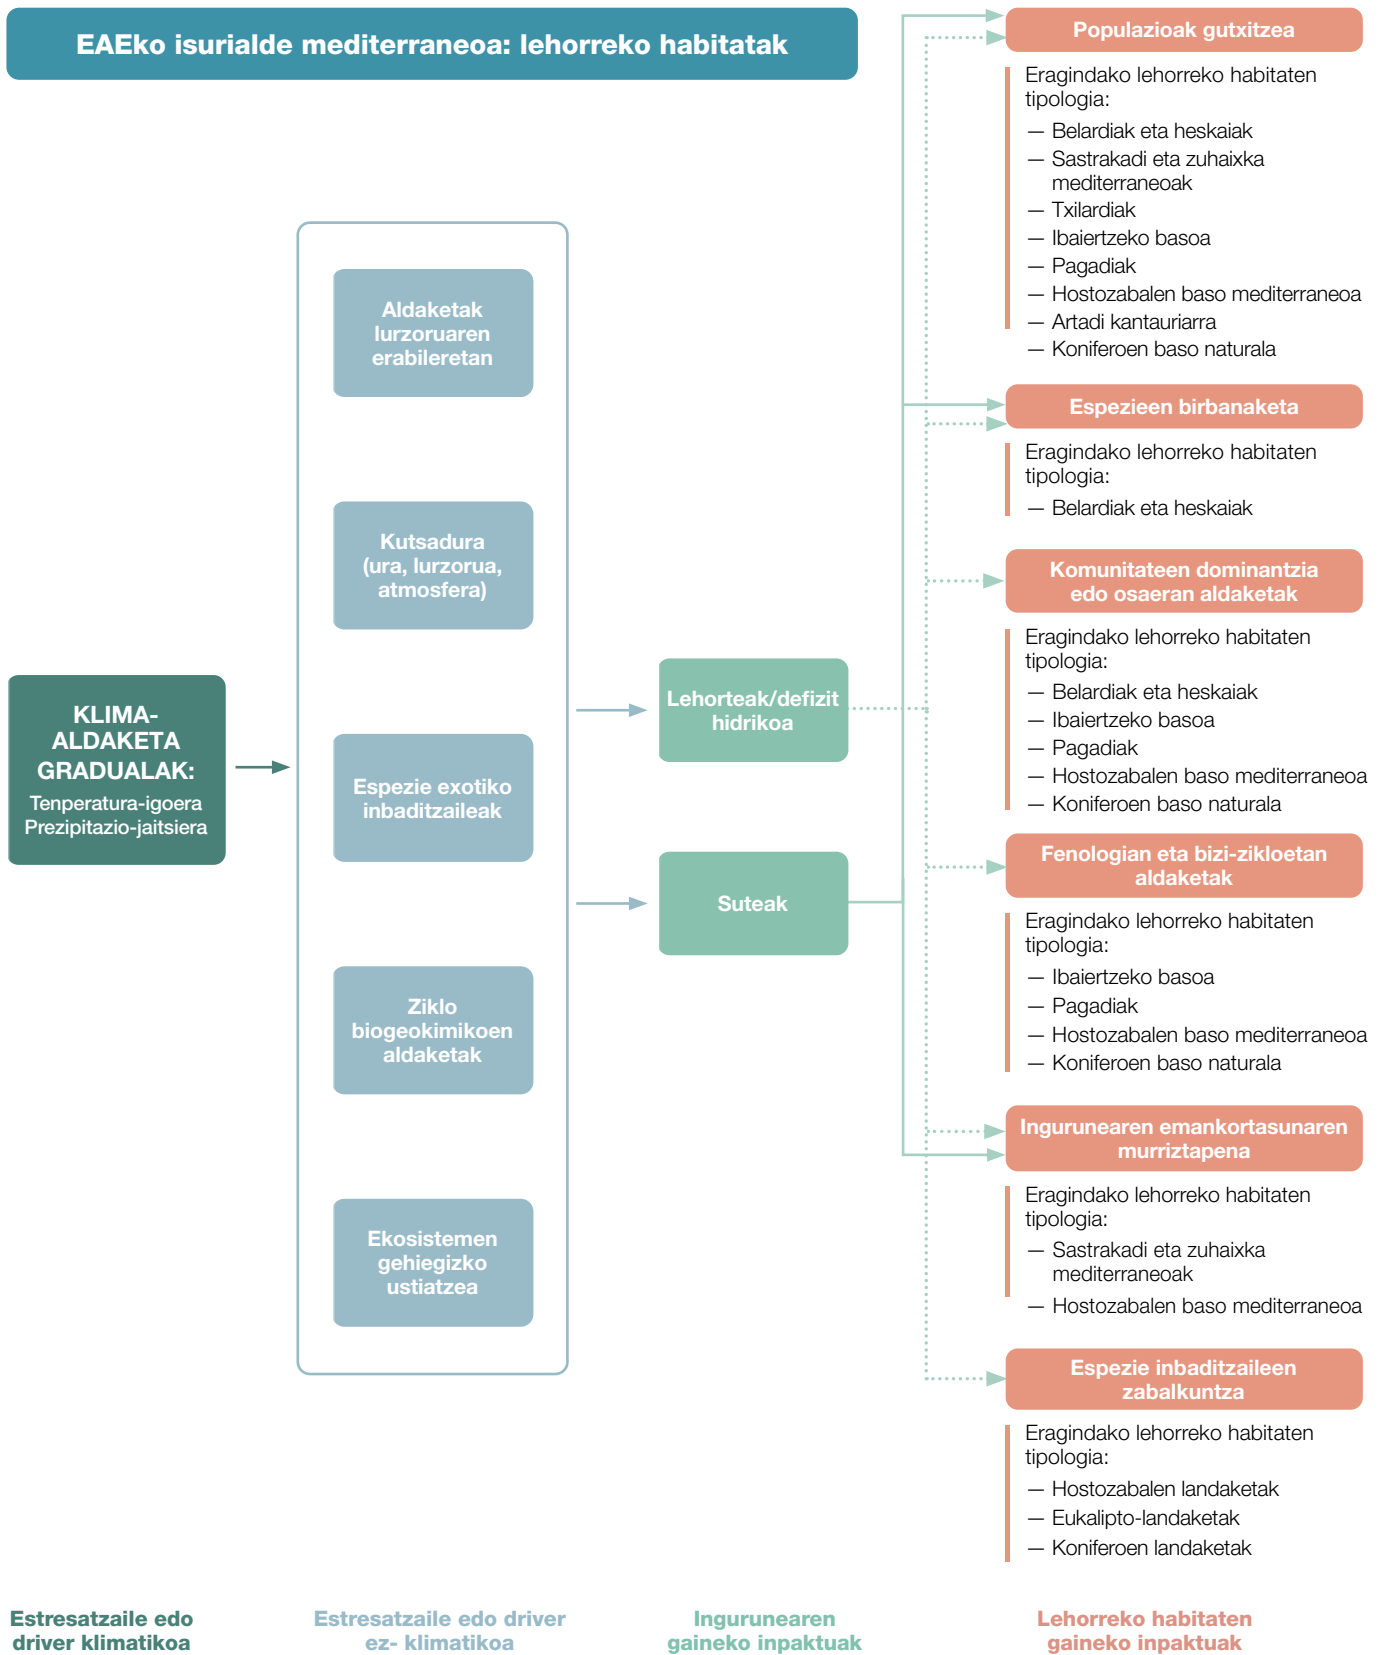 EAEko isurialde mediterraneoa: lehorreko habitatak
KLIMA-
ALDAKETA
GRADUALAK:
Tenperatura-igoera
Prezipitazio-jaitsiera
Aldaketak
lurzoruaren
erabileretan
Kutsadura
(ura, lurzorua,
atmosfera)
Espezie exotiko
inbaditzaileak
Ziklo
biogeokimikoen
aldaketak
Ekosistemen
gehiegizko
ustiatzea
Lehorteak/defizit
hidrikoa
Suteak
Populazioak gutxitzea
Eragindako lehorreko habitaten
tipologia:
— Belardiak eta heskaiak
— Sastrakadi eta zuhaixka
mediterraneoak
— Txilardiak
— Ibaiertzeko basoa
— Pagadiak
— Hostozabalen baso mediterraneoa
— Artadi kantauriarra
— Koniferoen baso naturala
Espezieen birbanaketa
Eragindako lehorreko habitaten
tipologia:
— Belardiak eta heskaiak
Komunitateen dominantzia
edo osaeran aldaketak
Eragindako lehorreko habitaten
tipologia:
— Belardiak eta heskaiak
— Ibaiertzeko basoa
— Pagadiak
— Hostozabalen baso mediterraneoa
— Koniferoen baso naturala
Fenologian eta bizi-zikloetan
aldaketak
Eragindako lehorreko habitaten
tipologia:
— Ibaiertzeko basoa
— Pagadiak
— Hostozabalen baso mediterraneoa
— Koniferoen baso naturala
Ingurunearen emankortasunaren
murriztapena
Eragindako lehorreko habitaten
tipologia:
— Sastrakadi eta zuhaixka
mediterraneoak
— Hostozabalen baso mediterraneoa
Espezie inbaditzaileen
zabalkuntza
Eragindako lehorreko habitaten
tipologia:
— Hostozabalen landaketak
— Eukalipto-landaketak
— Koniferoen landaketak
Estresatzaile edo
driver klimatikoa
Estresatzaile edo driver
ez- klimatikoa
Ingurunearen
gaineko inpaktuak
Lehorreko habitaten
gaineko inpaktuak